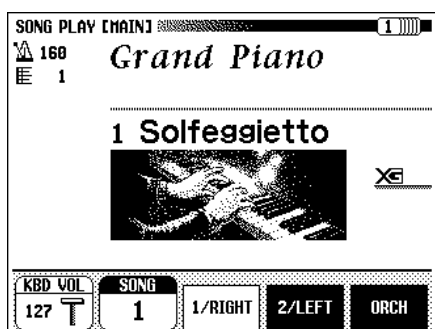 SONG PLAY [MAIN] 1
160
1
Grand Piano
1 Solfeggietto
XG
KBD VOL SONG
127 1 1/RIGHT 2/LEFT ORCH